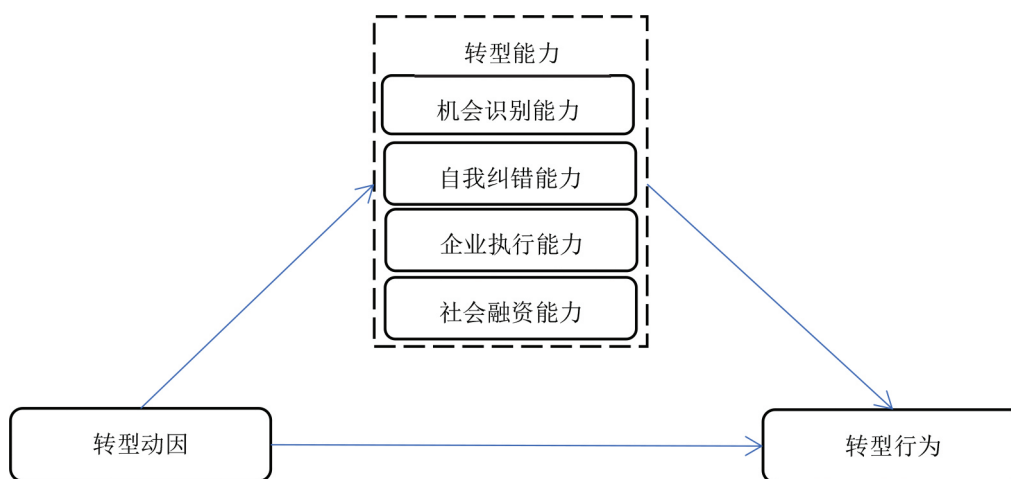 转型能力
机会识别能力
自我纠错能力
企业执行能力
社会融资能力
转型动因
转型行为